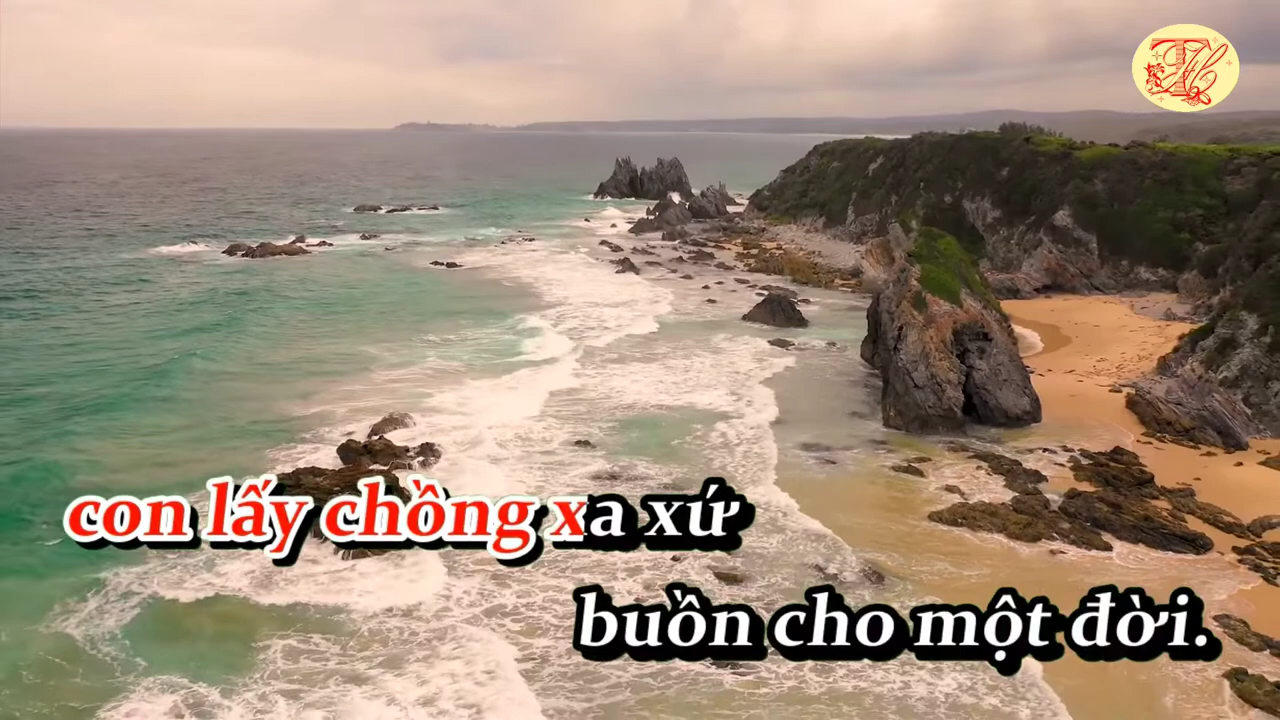 con lấy chồng xa xứ
buồn cho một đời.